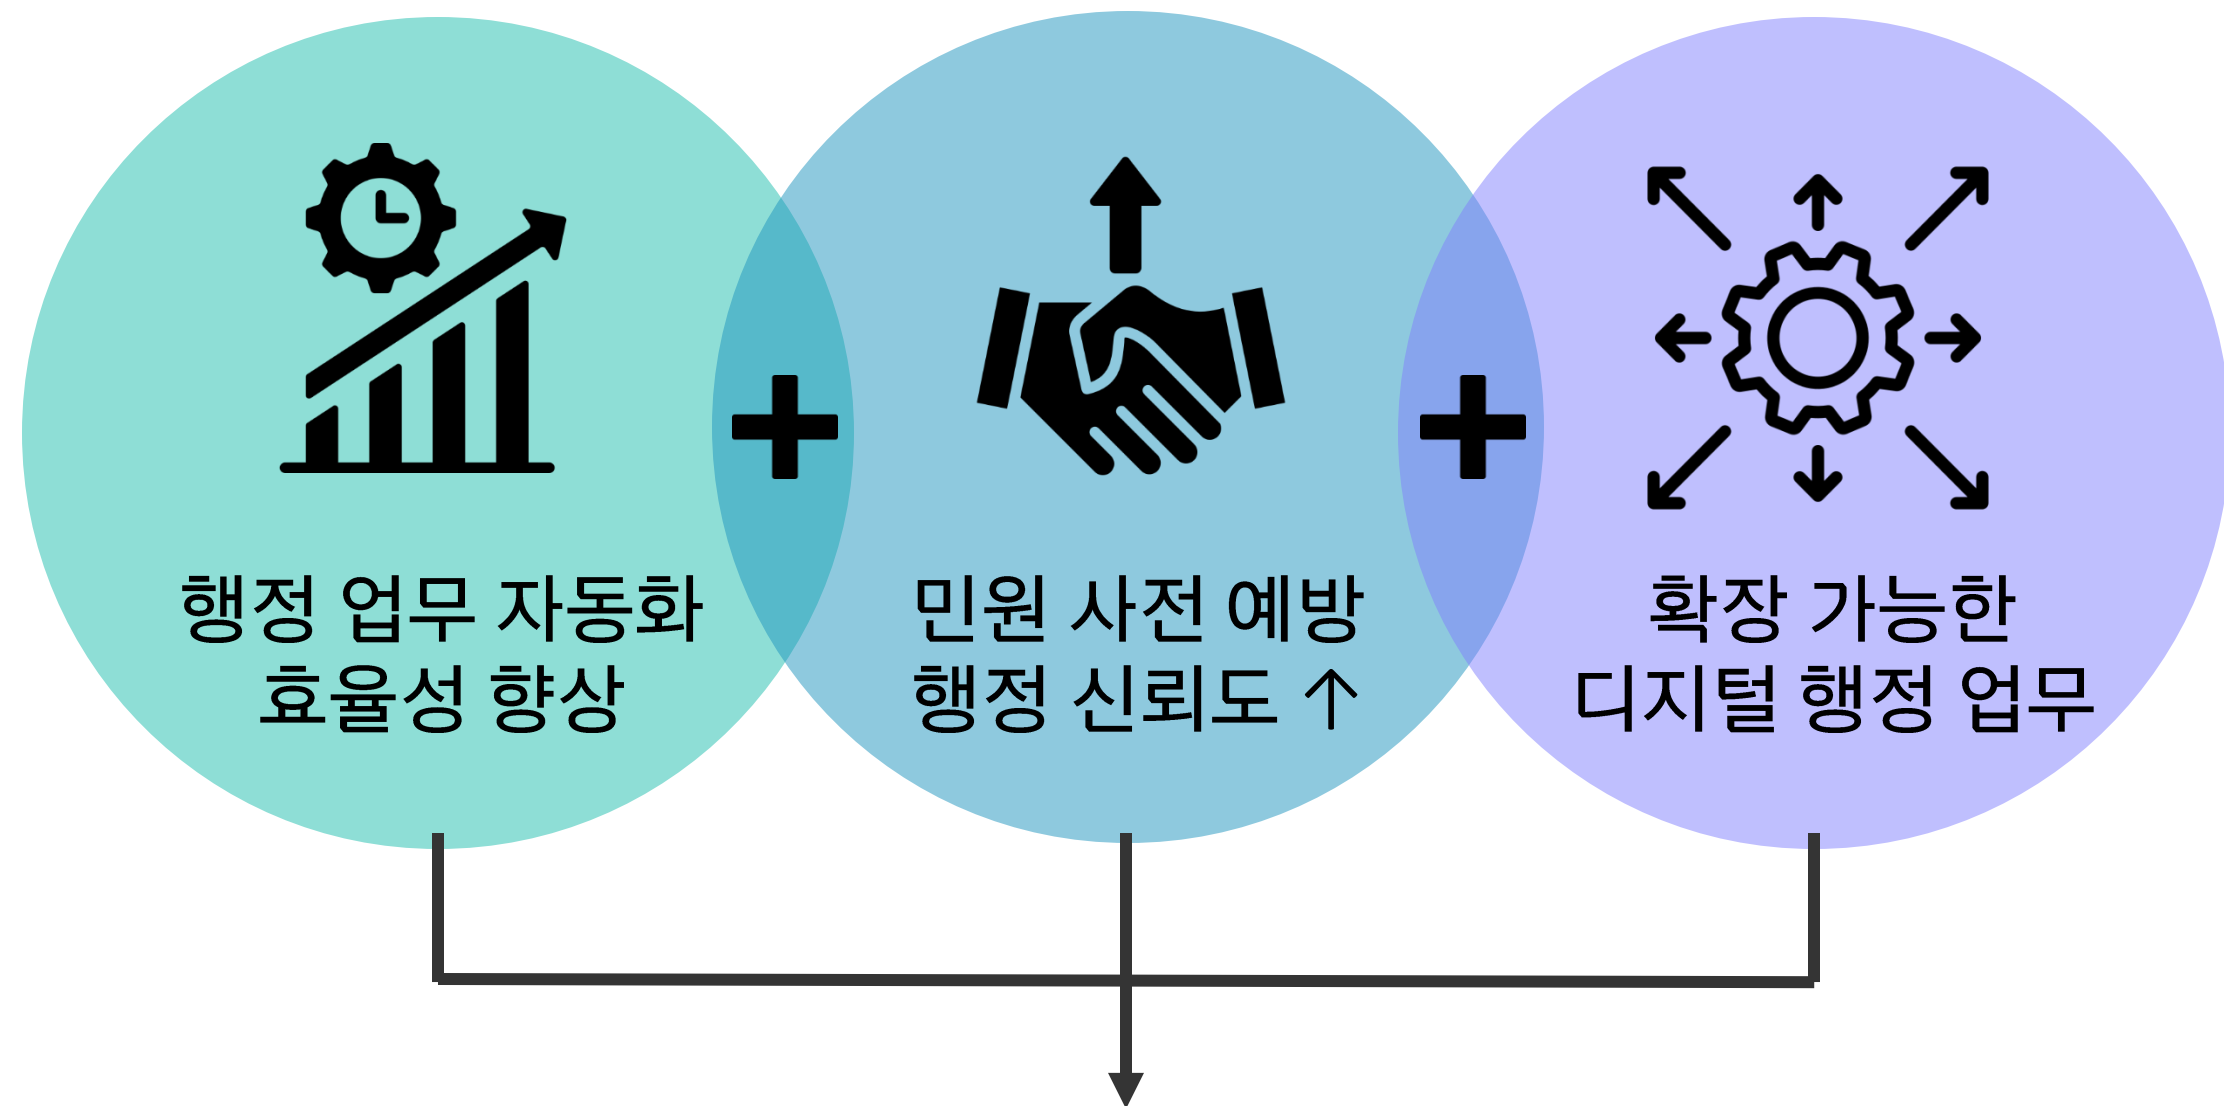 행정 업무 자동화
효율성 향상
민원 사전 예방
행정 신뢰도 ↑
확장 가능한
디지털 행정 업무